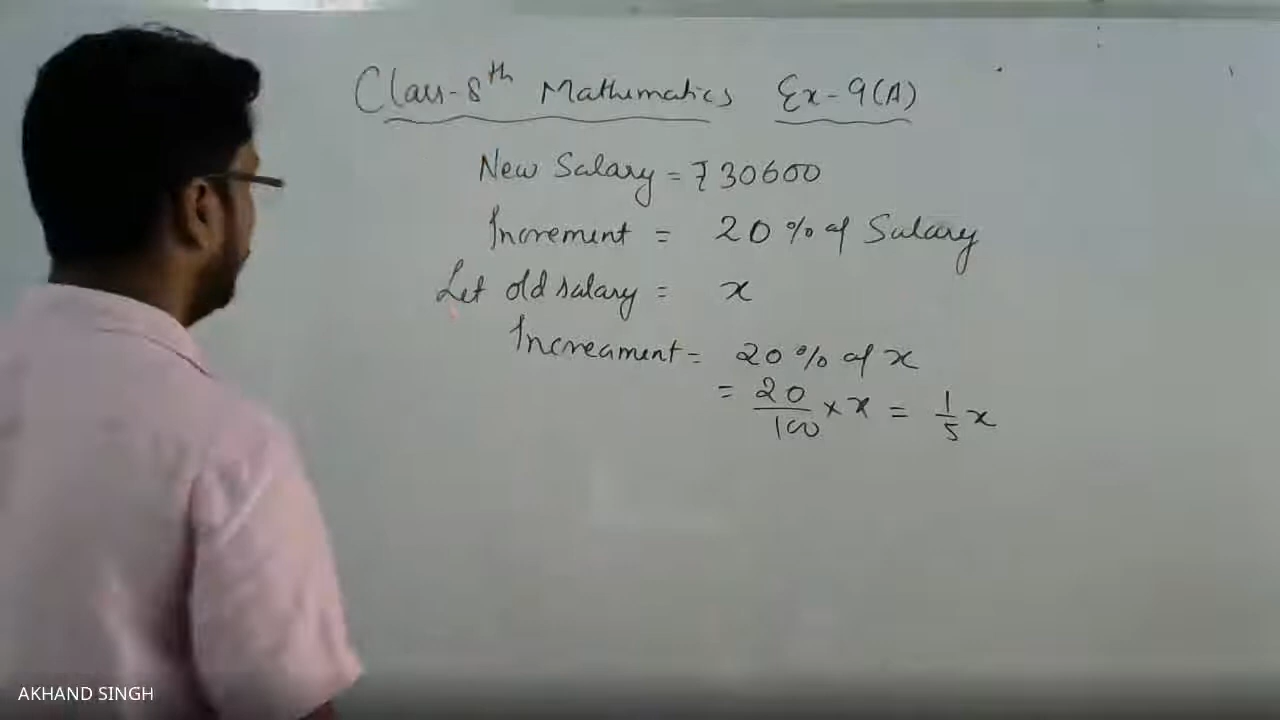 Class-8th Mathematics Ex-9(A)
New Salary = ₹30600
Increment = 20% of Salary
Let old salary = x
Increament = 20% of x
= 20/100 × x = 1/5 x
AKHAND SINGH